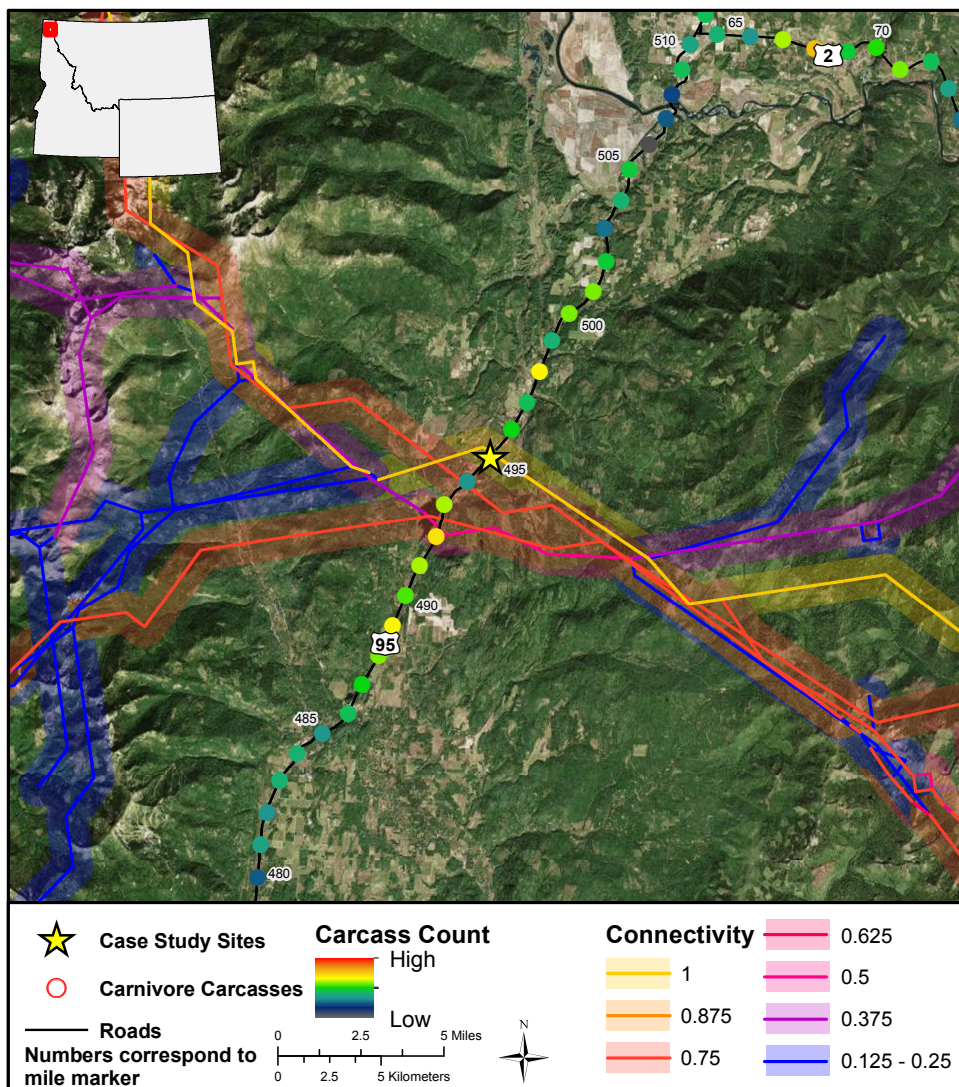 65
70
510
2
505
500
495
490
95
485
480
Case Study Sites
Carnivore Carcasses
Roads
Numbers correspond to
mile marker
Carcass Count
High
Low
0 2.5 5 Miles
0 2.5 5 Kilometers
N
Connectivity
1
0.875
0.75
0.625
0.5
0.375
0.125 - 0.25